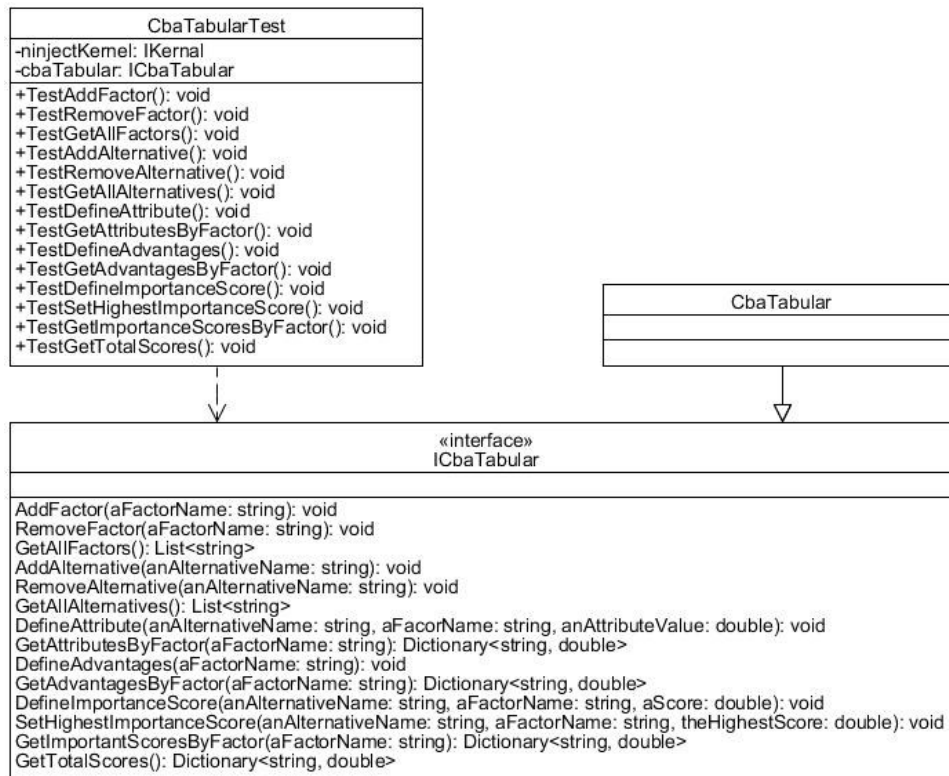 CbaTabularTest
-ninjectKernel: IKernal
-cbaTabular: ICbaTabular
+TestAddFactor(): void
+TestRemoveFactor(): void
+TestGetAllFactors(): void
+TestAddAlternative(): void
+TestRemoveAlternative(): void
+TestGetAllAlternatives(): void
+TestDefineAttribute(): void
+TestGetAttributesByFactor(): void
+TestDefineAdvantages(): void
+TestGetAdvantagesByFactor(): void
+TestDefineImportanceScore(): void
+TestSetHighestImportanceScore(): void
+TestGetImportanceScoresByFactor(): void
+TestGetTotalScores(): void
CbaTabular
«interface»
ICbaTabular
AddFactor(aFactorName: string): void
RemoveFactor(aFactorName: string): void
GetAllFactors(): List<string>
AddAlternative(anAlternativeName: string): void
RemoveAlternative(anAlternativeName: string): void
GetAllAlternatives(): List<string>
DefineAttribute(anAlternativeName: string, aFacorName: string, anAttributeValue: double): void
GetAttributesByFactor(aFactorName: string): Dictionary<string, double>
DefineAdvantages(aFactorName: string): void
GetAdvantagesByFactor(aFactorName: string): Dictionary<string, double>
DefineImportanceScore(anAlternativeName: string, aFactorName: string, aScore: double): void
SetHighestImportanceScore(anAlternativeName: string, aFactorName: string, theHighestScore: double): void
GetImportantScoresByFactor(aFactorName: string): Dictionary<string, double>
GetTotalScores(): Dictionary<string, double>